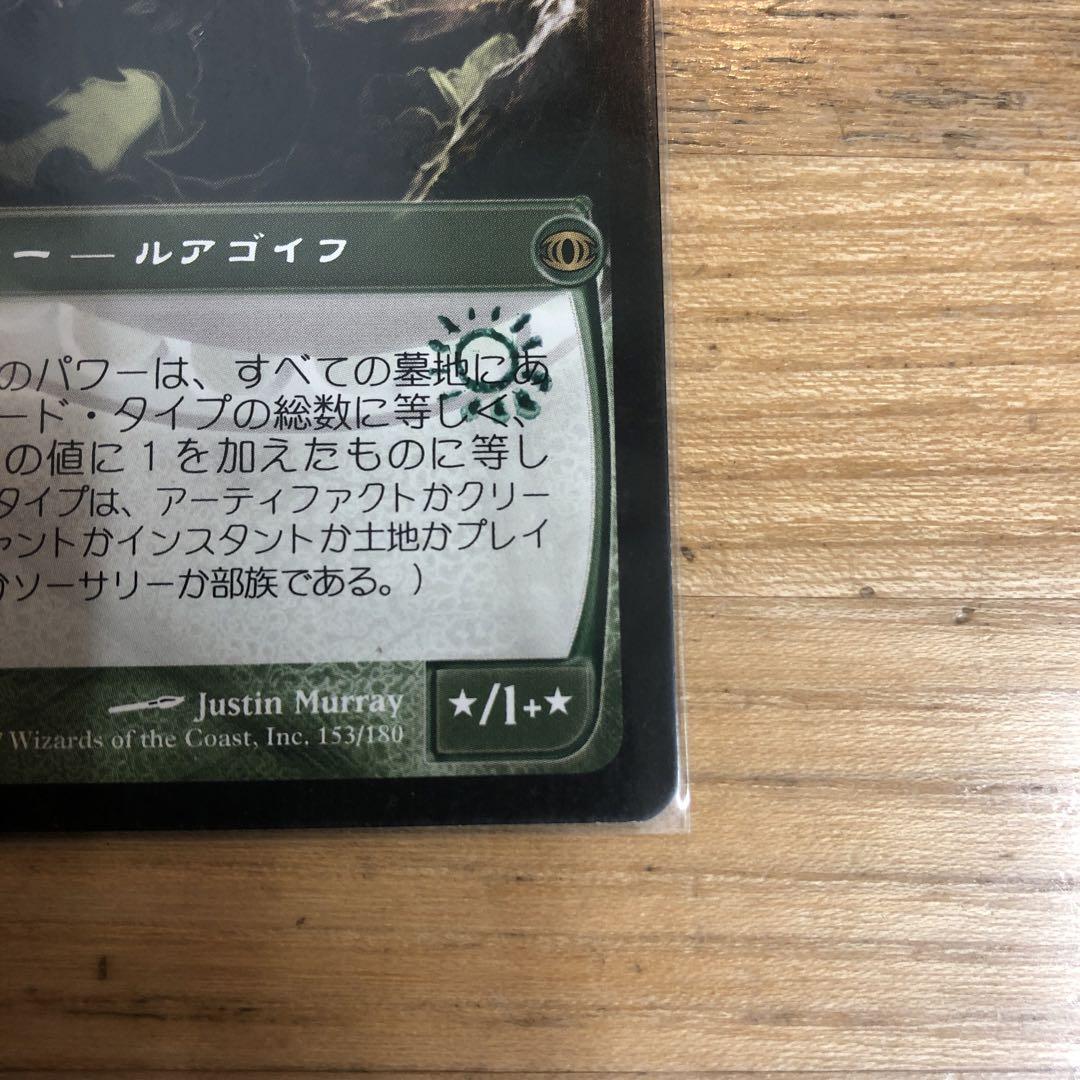 ー — ルアゴイフ
のパワーは、すべての墓地にあ
ード・タイプの総数に等しく、
の値に1を加えたものに等し
タイプは、アーティファクトかクリー
ャントかインスタントか土地かプレイ
かソーサリーか部族である。）
Justin Murray
7 Wizards of the Coast, Inc. 153/180
★/1+★